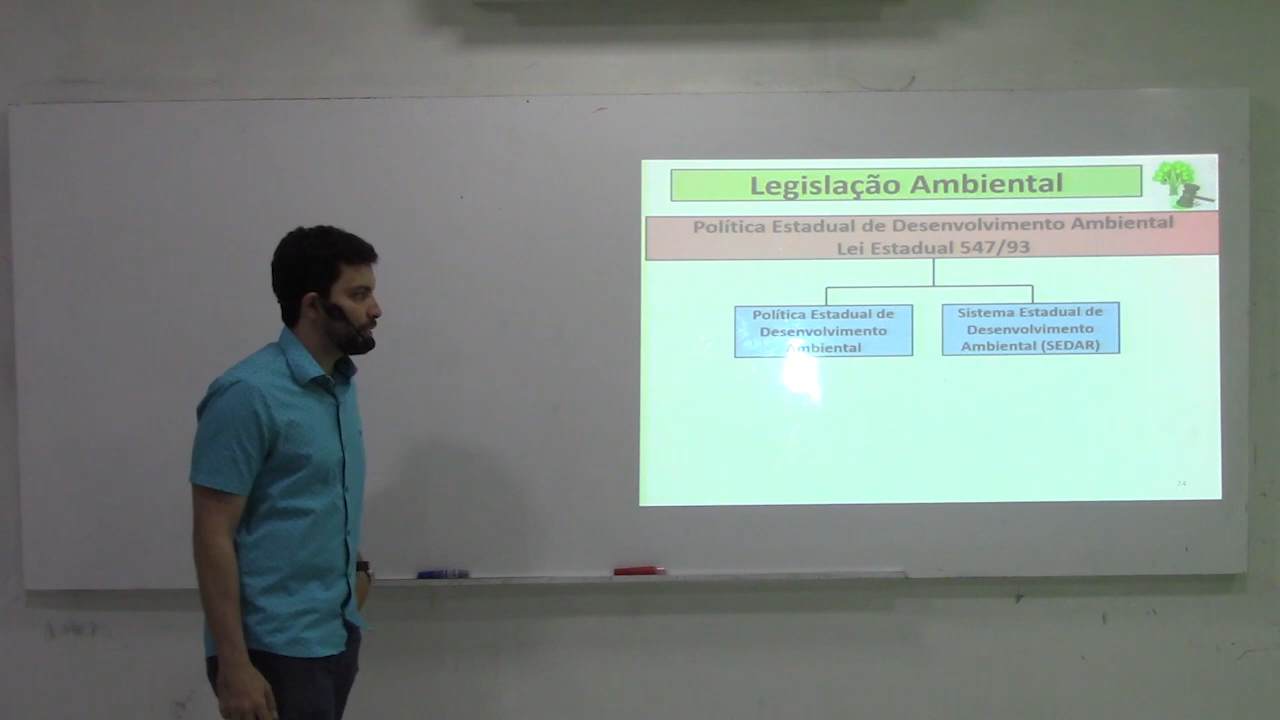 Legislação Ambiental
Política Estadual de Desenvolvimento Ambiental
Lei Estadual 547/93
Política Estadual de
Desenvolvimento
Ambiental
Sistema Estadual de
Desenvolvimento
Ambiental (SEDAR)
24